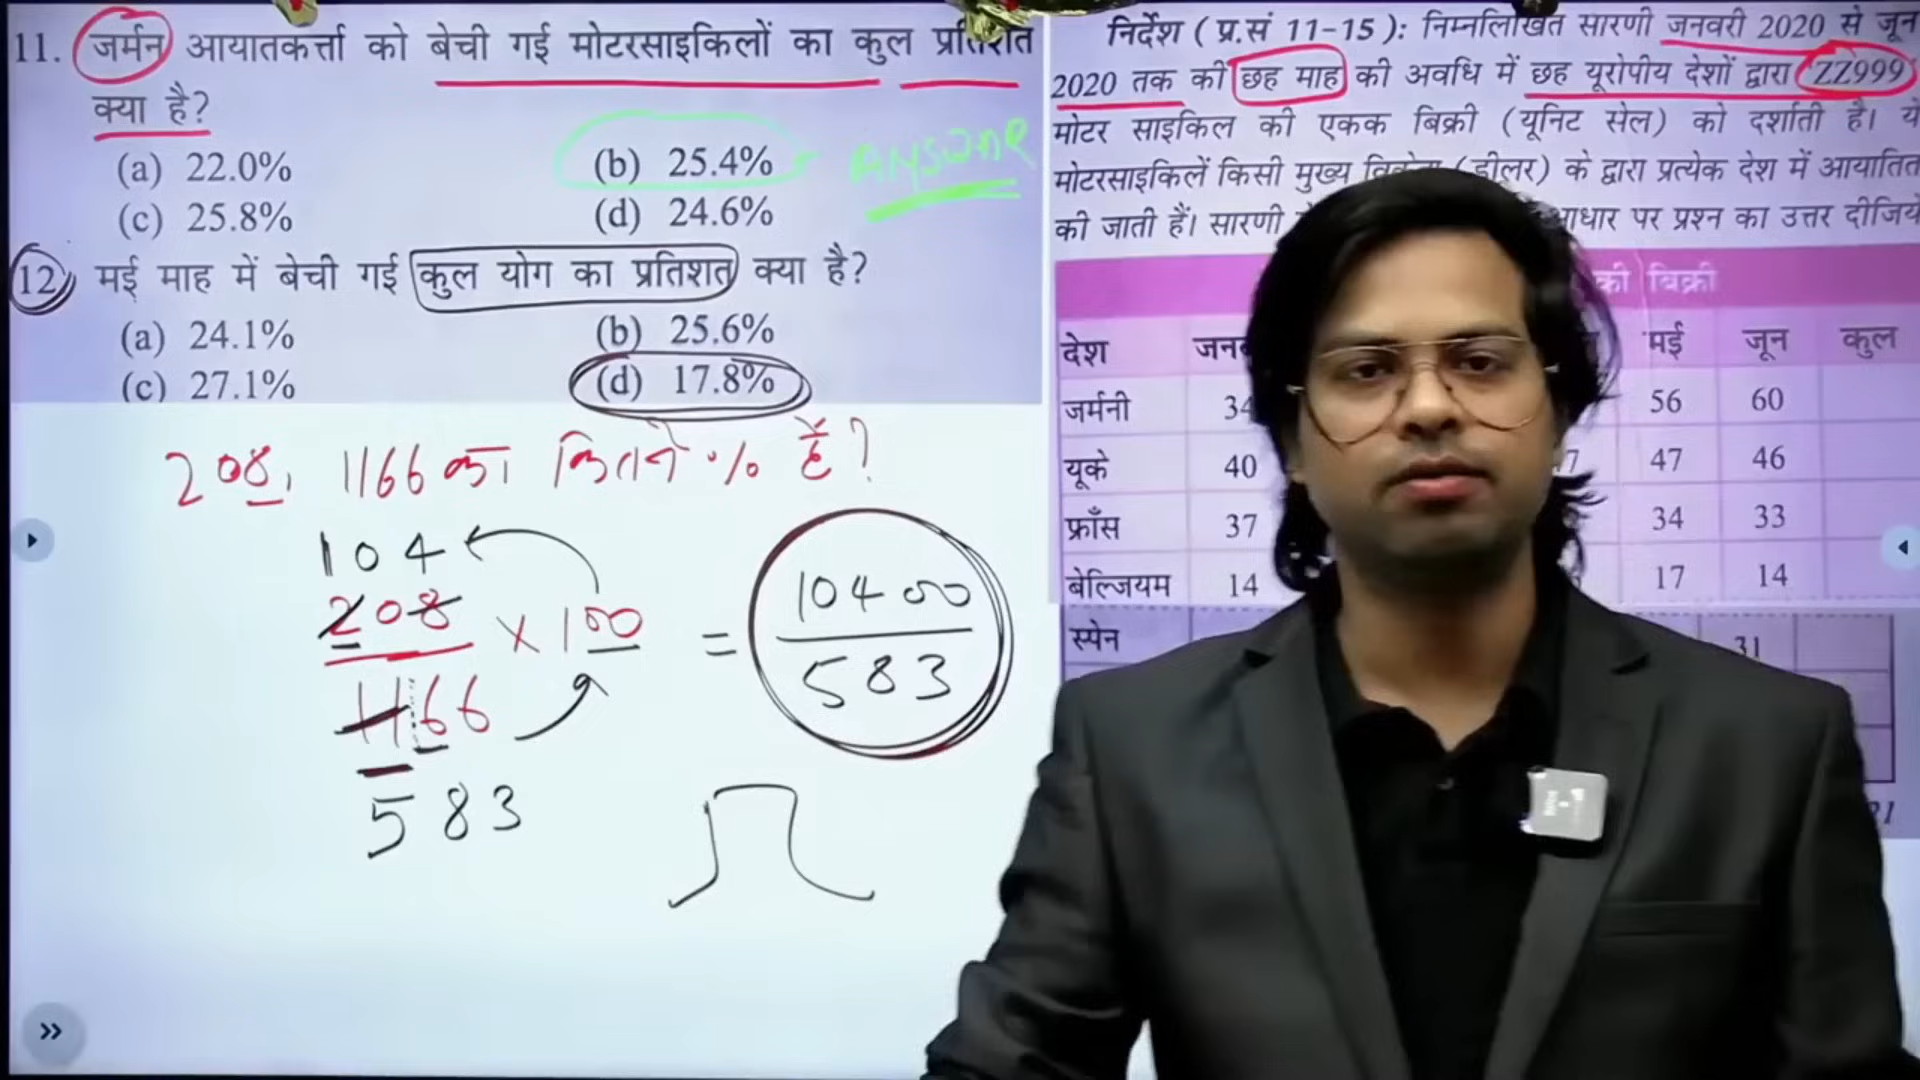 11. जर्मन आयातकर्त्ता को बेची गई मोटरसाइकिलों का कुल प्रतिशत
क्या है?
(a) 22.0% (b) 25.4% ANSWER
(c) 25.8% (d) 24.6%
12 मई माह में बेची गई कुल योग का प्रतिशत क्या है?
(a) 24.1% (b) 25.6%
(c) 27.1% (d) 17.8%
208, 1166 का कितने % है?
104
208 × 100 = 10400
1166 583
583
निर्देश ( प्र.सं 11-15 ): निम्नलिखित सारणी जनवरी 2020 से जून
2020 तक की छह माह की अवधि में छह यूरोपीय देशों द्वारा ZZ999
मोटर साइकिल की एकक बिक्री (यूनिट सेल) को दर्शाती है।
मोटरसाइकिलें किसी मुख्य (डीलर) के द्वारा प्रत्येक देश में आयातित
की जाती हैं। सारणी आधार पर प्रश्न का उत्तर दीजिये
की बिक्री
देश मई जून कुल
जर्मनी 34 56 60
यूके 40 47 46
फ्राँस 37 34 33
बेल्जियम 14 17 14
स्पेन 31